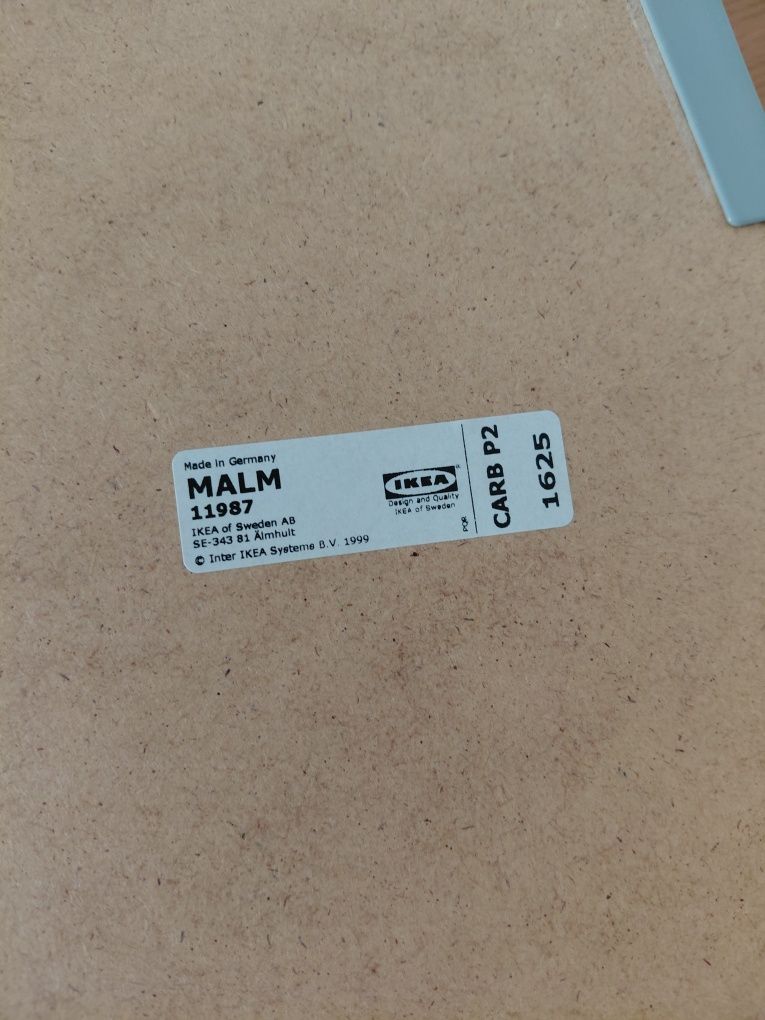 Made in Germany
MALM
11987
IKEA of Sweden AB
SE-343 81 Älmhult
© Inter IKEA Systems B.V. 1999
IKEA
Design and Quality
IKEA of Sweden
PQR
CARB P2
1625